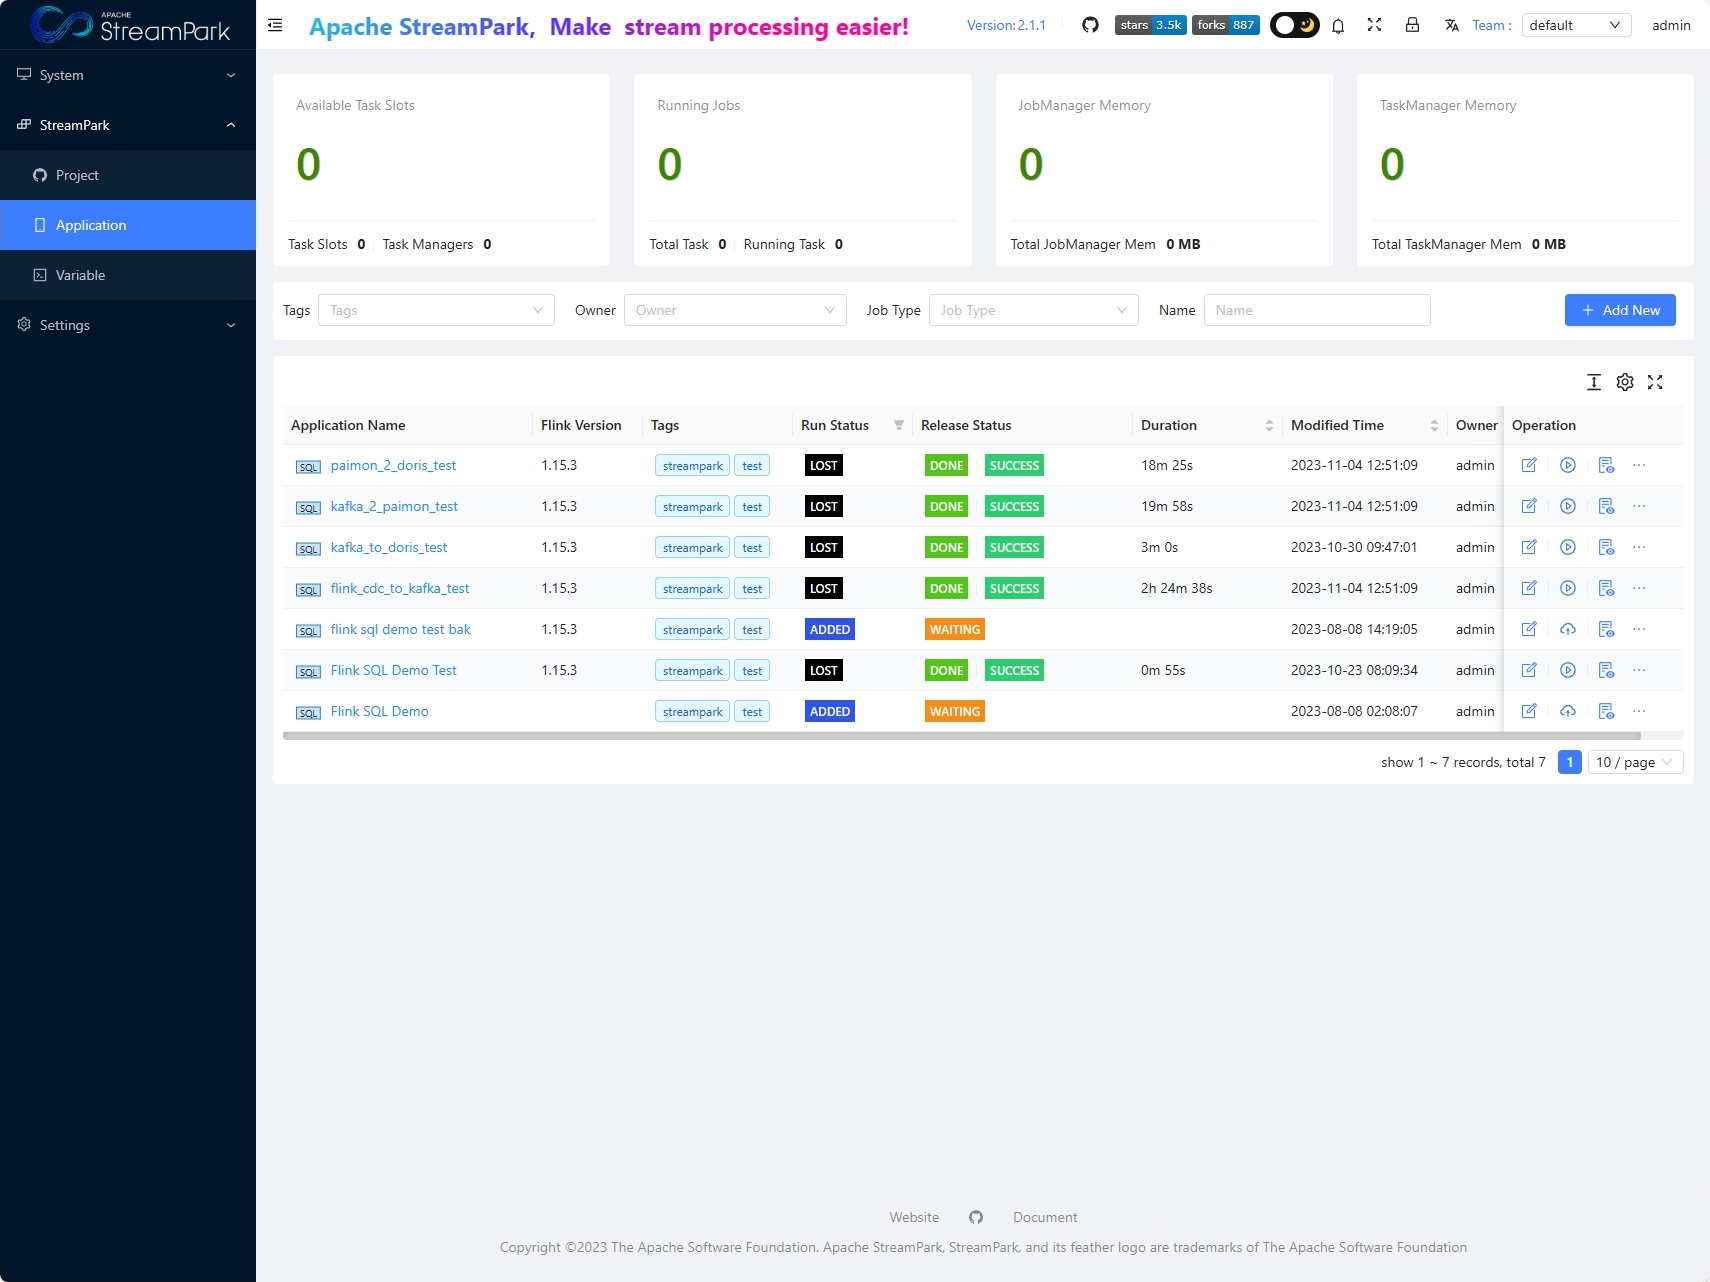 APACHE
StreamPark
Apache StreamPark, Make stream processing easier!
Version: 2.1.1
stars 3.5k forks 887
Team : default
admin
System
StreamPark
Project
Application
Variable
Settings
Available Task Slots
0
Task Slots 0 Task Managers 0
Running Jobs
0
Total Task 0 Running Task 0
JobManager Memory
0
Total JobManager Mem 0 MB
TaskManager Memory
0
Total TaskManager Mem 0 MB
Tags Tags Owner Owner Job Type Job Type Name Name Add New
Application Name Flink Version Tags Run Status Release Status Duration Modified Time Owner Operation
SQL paimon_2_doris_test 1.15.3 streampark test LOST DONE SUCCESS 18m 25s 2023-11-04 12:51:09 admin
SQL kafka_2_paimon_test 1.15.3 streampark test LOST DONE SUCCESS 19m 58s 2023-11-04 12:51:09 admin
SQL kafka_to_doris_test 1.15.3 streampark test LOST DONE SUCCESS 3m 0s 2023-10-30 09:47:01 admin
SQL flink_cdc_to_kafka_test 1.15.3 streampark test LOST DONE SUCCESS 2h 24m 38s 2023-11-04 12:51:09 admin
SQL flink sql demo test bak 1.15.3 streampark test ADDED WAITING 2023-08-08 14:19:05 admin
SQL Flink SQL Demo Test 1.15.3 streampark test LOST DONE SUCCESS 0m 55s 2023-10-23 08:09:34 admin
SQL Flink SQL Demo streampark test ADDED WAITING 2023-08-08 02:08:07 admin
show 1 ~ 7 records, total 7 1 10 / page
Website Document
Copyright ©2023 The Apache Software Foundation. Apache StreamPark, StreamPark, and its feather logo are trademarks of The Apache Software Foundation